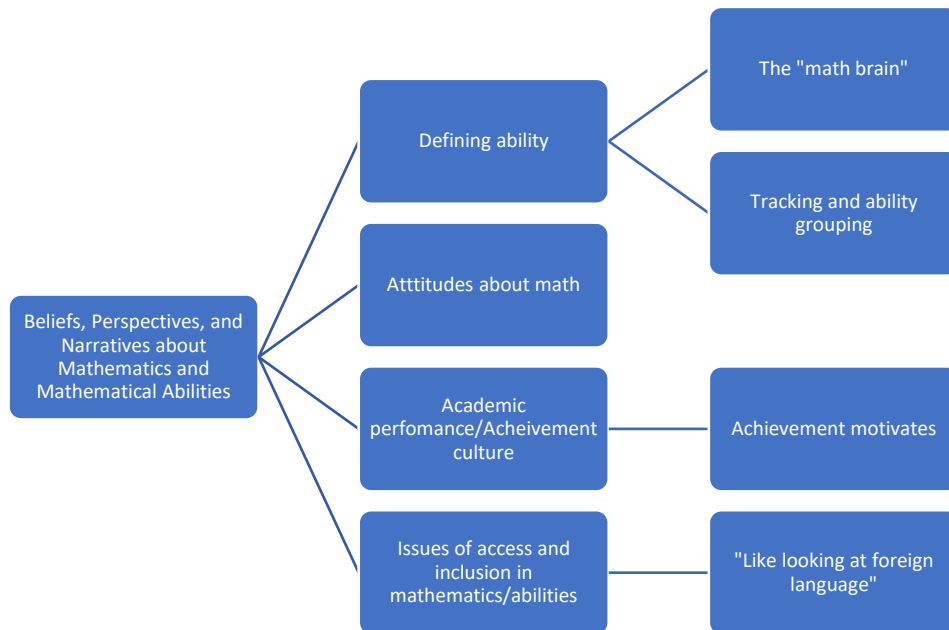 Beliefs, Perspectives, and
Narratives about
Mathematics and
Mathematical Abilities
Defining ability
The "math brain"
Tracking and ability
grouping
Atttitudes about math
Academic
perfomance/Acheivement
culture
Achievement motivates
Issues of access and
inclusion in
mathematics/abilities
"Like looking at foreign
language"